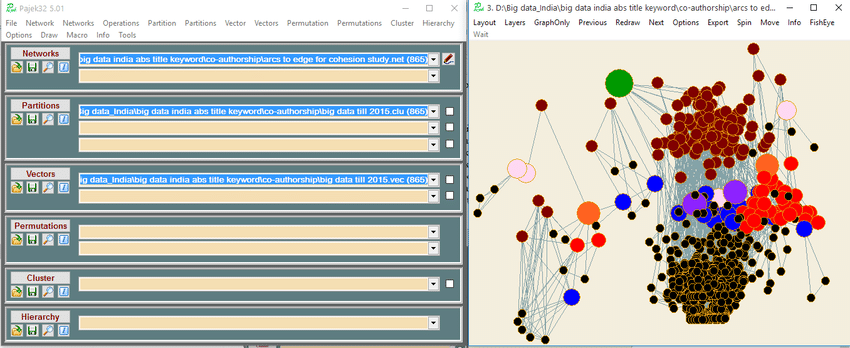 Pajek32 5.01
File Network Networks Operations Partition Partitions Vector Vectors Permutation Permutations Cluster Hierarchy
Options Draw Macro Info Tools
Networks
big data india abs title keyword\co-authorship\arcs to edge for cohesion study.net (865)
Partitions
ig data_India\big data india abs title keyword\co-authorship\big data till 2015.clu (865)
Vectors
ig data_India\big data india abs title keyword\co-authorship\big data till 2015.vec (865)
Permutations
Cluster
Hierarchy
3. D:\Big data_India\big data india abs title keyword\co-authorship\arcs to ed...
Layout Layers GraphOnly Previous Redraw Next Options Export Spin Move Info FishEye
Wait